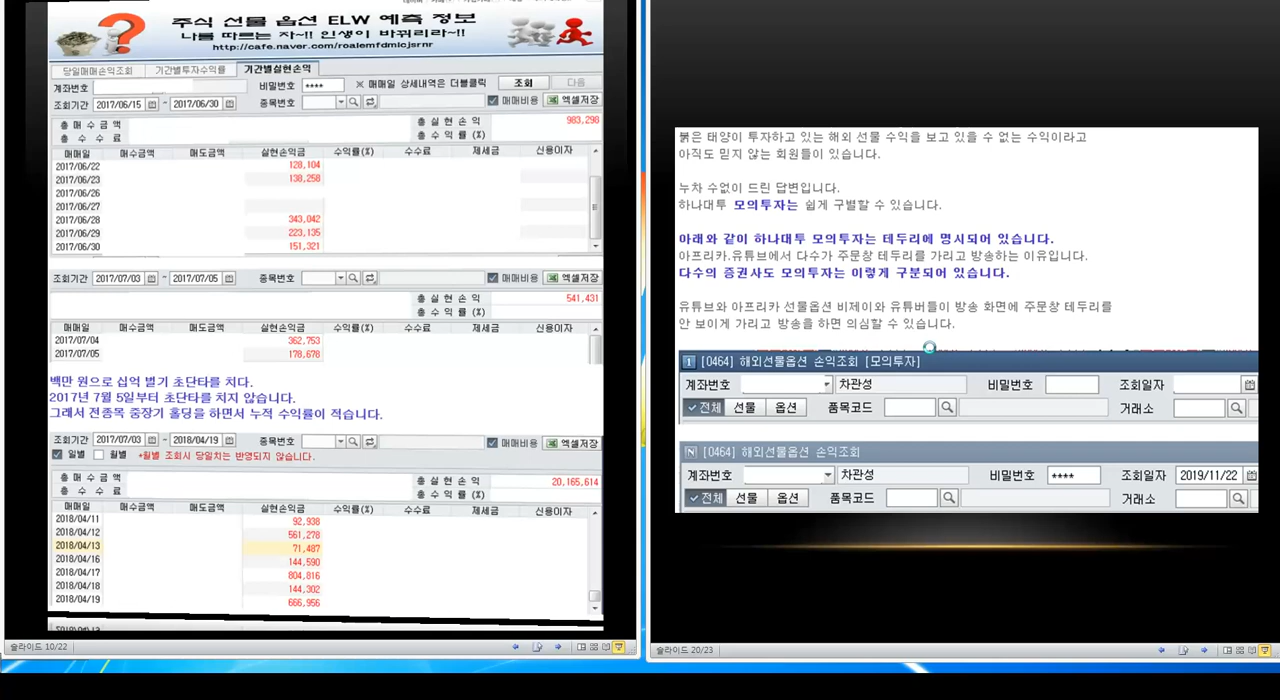 주식 선물 옵션 ELW 예측 정보
나를 따르는 자~!! 인생이 바뀌리라~!!
http://cafe.naver.com/roalemfdmlcjsrnr
당일매매손익조회 기간별투자수익률 기간별실현손익
계좌번호 비밀번호 **** ※ 매매일 상세내역은 더블클릭 조회 다음
조회기간 2017/06/15 ~ 2017/06/30 종목번호 매매비용 엑셀저장
총 매 수 금 액 총 실 현 손 익 983,298
총 수 수 료 총 수 익 률 (%)
매매일 매수금액 매도금액 실현손익금 수익률(%) 수수료 제세금 신용이자
2017/06/22 128,104
2017/06/23 138,258
2017/06/26
2017/06/27
2017/06/28 343,042
2017/06/29 223,135
2017/06/30 151,321
조회기간 2017/07/03 ~ 2017/07/05 종목번호 매매비용 엑셀저장
총 실 현 손 익 541,431
총 수 익 률 (%)
매매일 매수금액 매도금액 실현손익금 수익률(%) 수수료 제세금 신용이자
2017/07/04 362,753
2017/07/05 178,678
백만 원으로 십억 벌기 초단타를 치다.
2017년 7월 5일부터 초단타를 치지 않습니다.
그래서 전종목 중장기 홀딩을 하면서 누적 수익률이 적습니다.
조회기간 2017/07/03 ~ 2018/04/19 종목번호 매매비용 엑셀저장
일별 월별 *월별 조회시 당일치는 반영되지 않습니다.
총 매 수 금 액 총 실 현 손 익 20,165,614
총 수 수 료 총 수 익 률 (%)
매매일 매수금액 매도금액 실현손익금 수익률(%) 수수료 제세금 신용이자
2018/04/11 92,938
2018/04/12 561,278
2018/04/13 71,487
2018/04/16 144,590
2018/04/17 804,816
2018/04/18 144,302
2018/04/19 666,956
슬라이드 10/22
붉은 태양이 투자하고 있는 해외 선물 수익을 보고 있을 수 없는 수익이라고
아직도 믿지 않는 회원들이 있습니다.
누차 수없이 드린 답변입니다.
하나대투 모의투자는 쉽게 구별할 수 있습니다.
아래와 같이 하나대투 모의투자는 테두리에 명시되어 있습니다.
아프리카.유튜브에서 다수가 주문창 테두리를 가리고 방송하는 이유입니다.
다수의 증권사도 모의투자는 이렇게 구분되어 있습니다.
유튜브와 아프리카 선물옵션 비제이와 유튜버들이 방송 화면에 주문창 테두리를
안 보이게 가리고 방송을 하면 의심할 수 있습니다.
[0464] 해외선물옵션 손익조회 [모의투자]
계좌번호 차관성 비밀번호 조회일자
전체 선물 옵션 품목코드 거래소
[0464] 해외선물옵션 손익조회
계좌번호 차관성 비밀번호 **** 조회일자 2019/11/22
전체 선물 옵션 품목코드 거래소
슬라이드 20/23